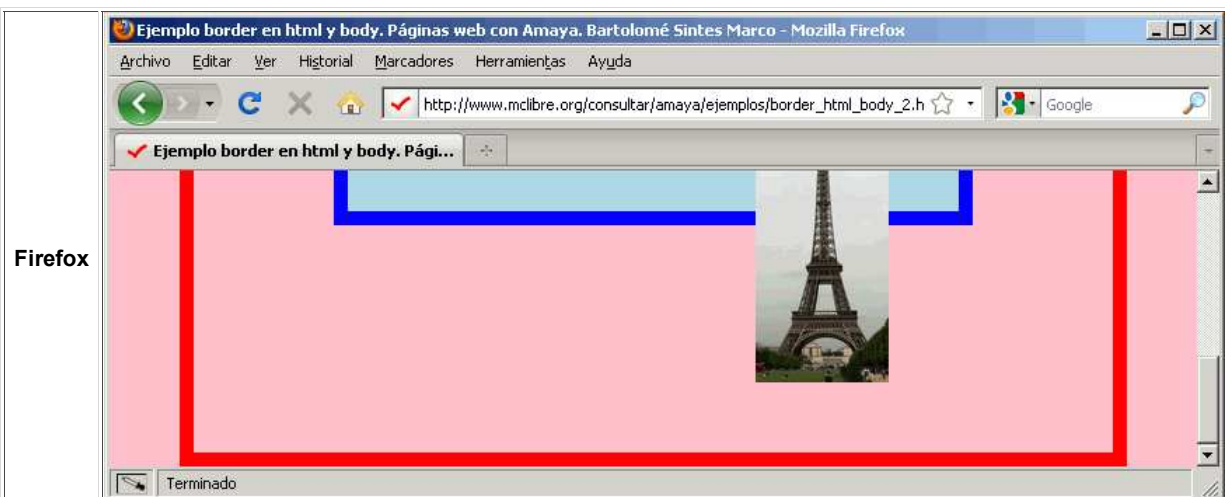 Firefox
Ejemplo border en html y body. Páginas web con Amaya. Bartolomé Sintes Marco - Mozilla Firefox
Archivo Editar Ver Historial Marcadores Herramientas Ayuda
http://www.mclibre.org/consultar/amaya/ejemplos/border_html_body_2.h Google
Ejemplo border en html y body. Pági...
Terminado